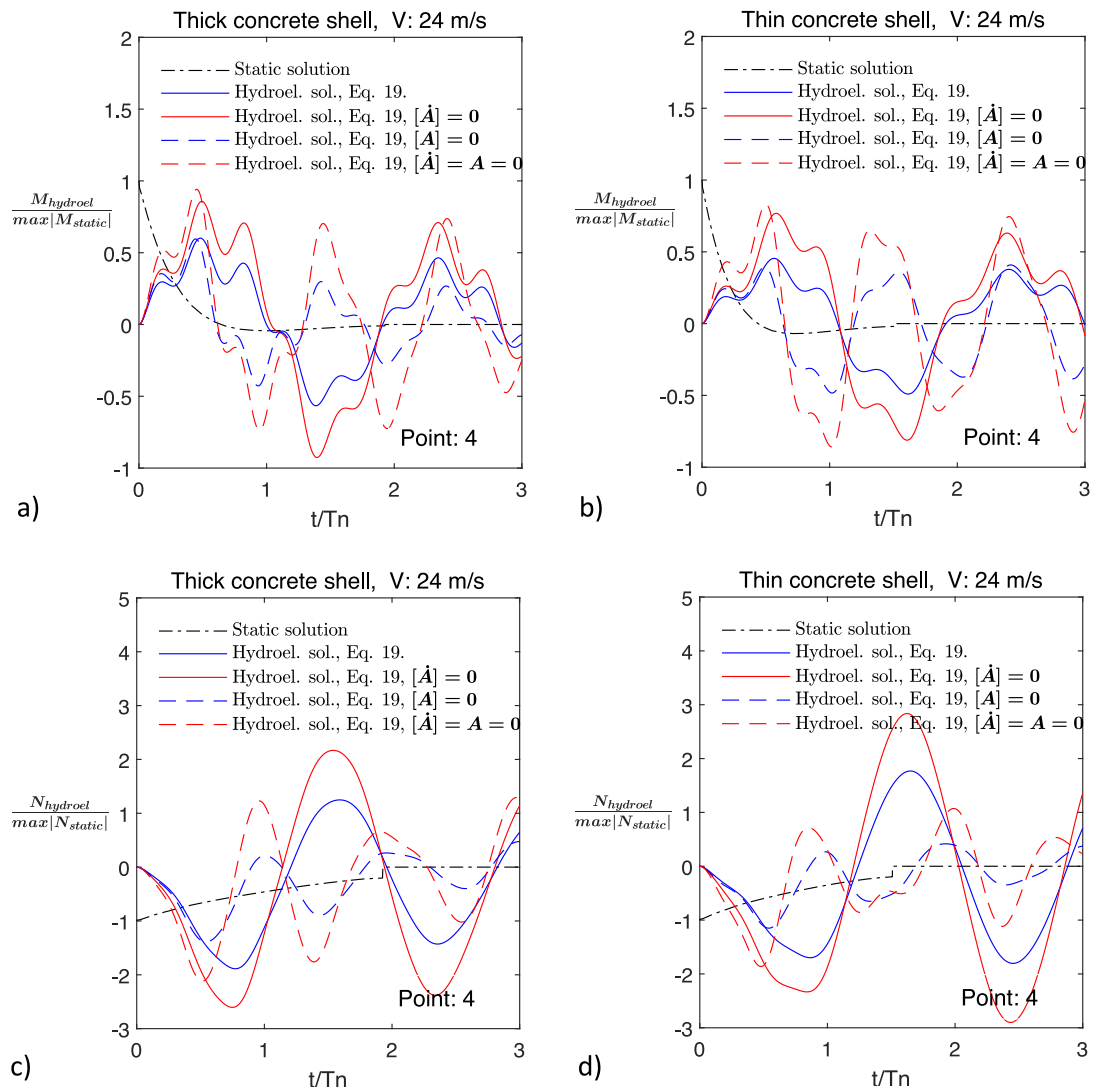 Thick concrete shell,  V: 24 m/s
2
Static solution
1.5
Hydroel. sol., Eq. 19.
Hydroel. sol., Eq. 19, [Ȧ] = 0
Hydroel. sol., Eq. 19, [A] = 0
Hydroel. sol., Eq. 19, [Ȧ] = A = 0
1
M_hydroel
max|M_static|
0.5
0
-0.5
Point: 4
-1
0 1 2 3
a)
t/Tn
Thin concrete shell,  V: 24 m/s
2
Static solution
1.5
Hydroel. sol., Eq. 19.
Hydroel. sol., Eq. 19, [Ȧ] = 0
Hydroel. sol., Eq. 19, [A] = 0
Hydroel. sol., Eq. 19, [Ȧ] = A = 0
1
M_hydroel
max|M_static|
0.5
0
-0.5
Point: 4
-1
0 1 2 3
b)
t/Tn
Thick concrete shell,  V: 24 m/s
5
Static solution
4
Hydroel. sol., Eq. 19.
Hydroel. sol., Eq. 19, [Ȧ] = 0
3
Hydroel. sol., Eq. 19, [A] = 0
Hydroel. sol., Eq. 19, [Ȧ] = A = 0
2
1
N_hydroel
max|N_static|
0
-1
-2
Point: 4
-3
0 1 2 3
c)
t/Tn
Thin concrete shell,  V: 24 m/s
5
Static solution
4
Hydroel. sol., Eq. 19.
Hydroel. sol., Eq. 19, [Ȧ] = 0
3
Hydroel. sol., Eq. 19, [A] = 0
Hydroel. sol., Eq. 19, [Ȧ] = A = 0
2
1
N_hydroel
max|N_static|
0
-1
-2
Point: 4
-3
0 1 2 3
d)
t/Tn